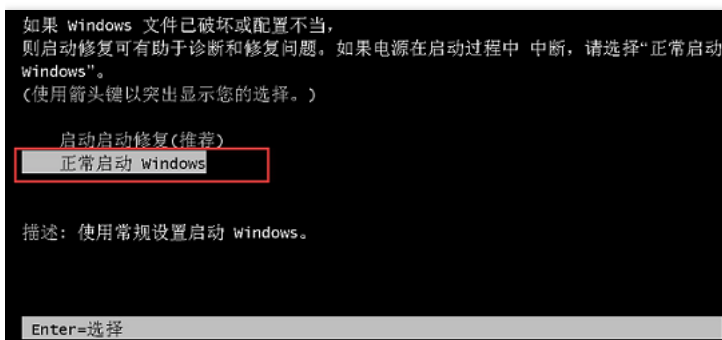 如果 Windows 文件已破坏或配置不当，
则启动修复可有助于诊断和修复问题。如果电源在启动过程中 中断，请选择“正常启动
Windows”。
(使用箭头键以突出显示您的选择。)
启动启动修复(推荐)
正常启动 Windows
描述: 使用常规设置启动 Windows。
Enter=选择